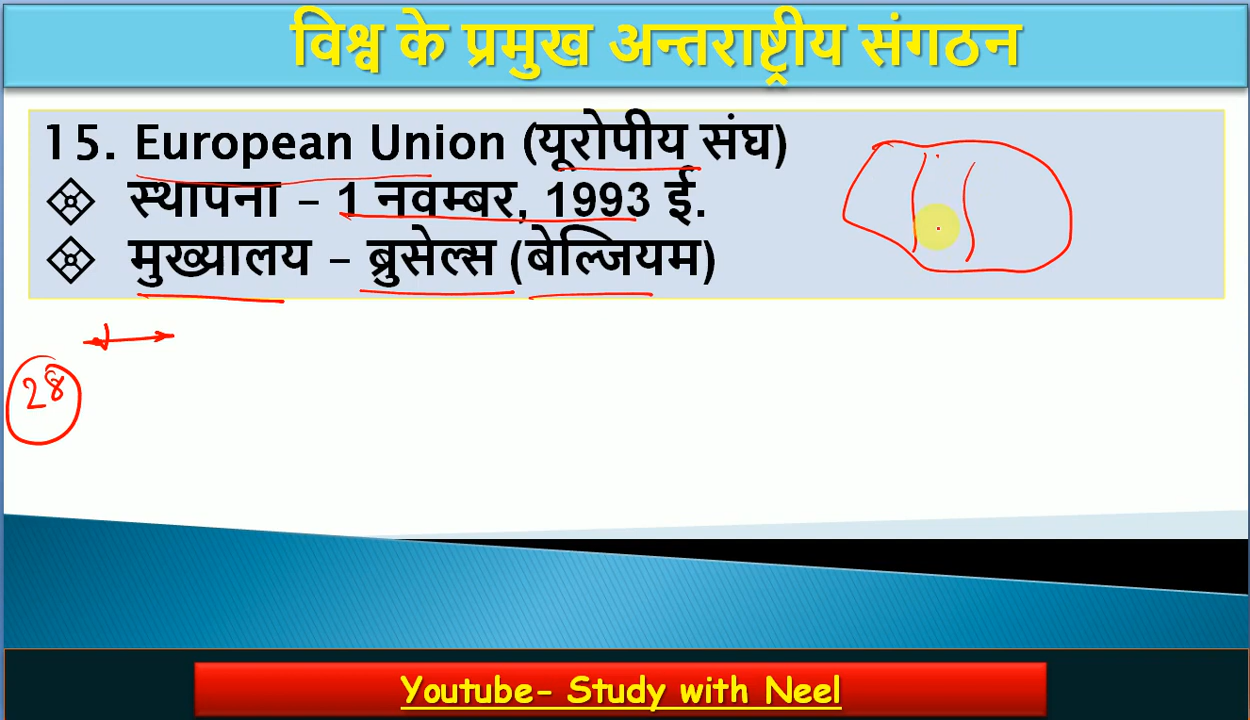 विश्व के प्रमुख अन्तराष्ट्रीय संगठन
15. European Union (यूरोपीय संघ)
स्थापना – 1 नवम्बर, 1993 ई.
मुख्यालय – ब्रुसेल्स (बेल्जियम)
28
Youtube- Study with Neel